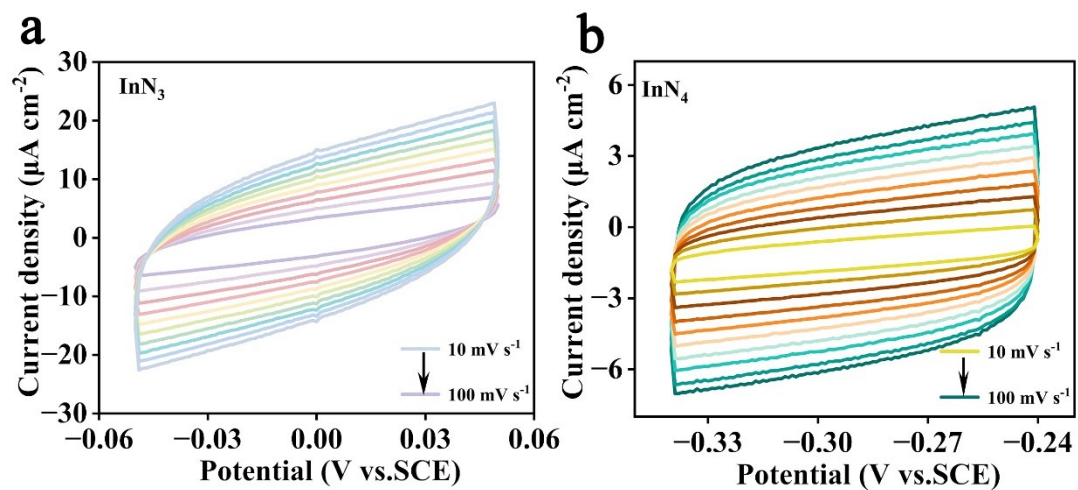 a
InN₃
Current density (μA cm⁻²)
30
20
10
0
−10
−20
−30
−0.06
−0.03
0.00
0.03
0.06
Potential (V vs.SCE)
10 mV s⁻¹
100 mV s⁻¹
b
InN₄
Current density (μA cm⁻²)
6
3
0
−3
−6
−0.33
−0.30
−0.27
−0.24
Potential (V vs.SCE)
10 mV s⁻¹
100 mV s⁻¹